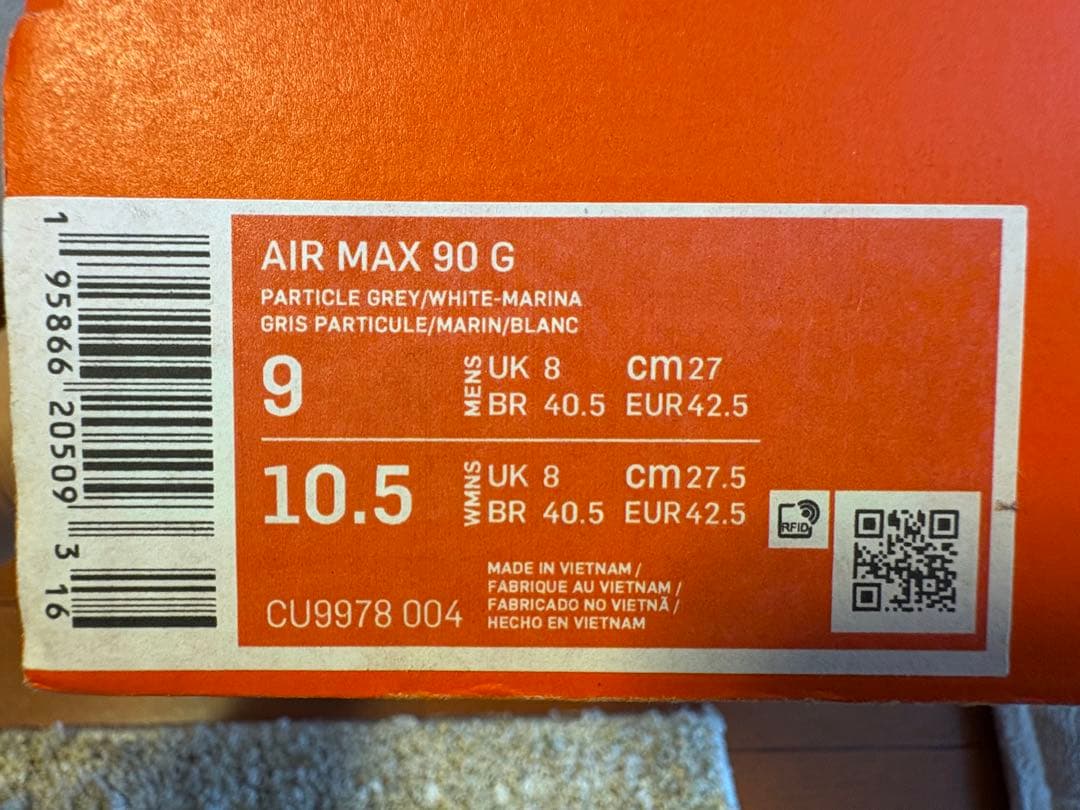 1 95866 20509 3 16
AIR MAX 90 G
PARTICLE GREY/WHITE-MARINA
GRIS PARTICULE/MARIN/BLANC
9
MENS
UK 8 cm 27
BR 40.5 EUR 42.5
10.5
WMNS
UK 8 cm 27.5
BR 40.5 EUR 42.5
RFID
CU9978 004
MADE IN VIETNAM /
FABRIQUE AU VIETNAM /
FABRICADO NO VIETNÃ /
HECHO EN VIETNAM